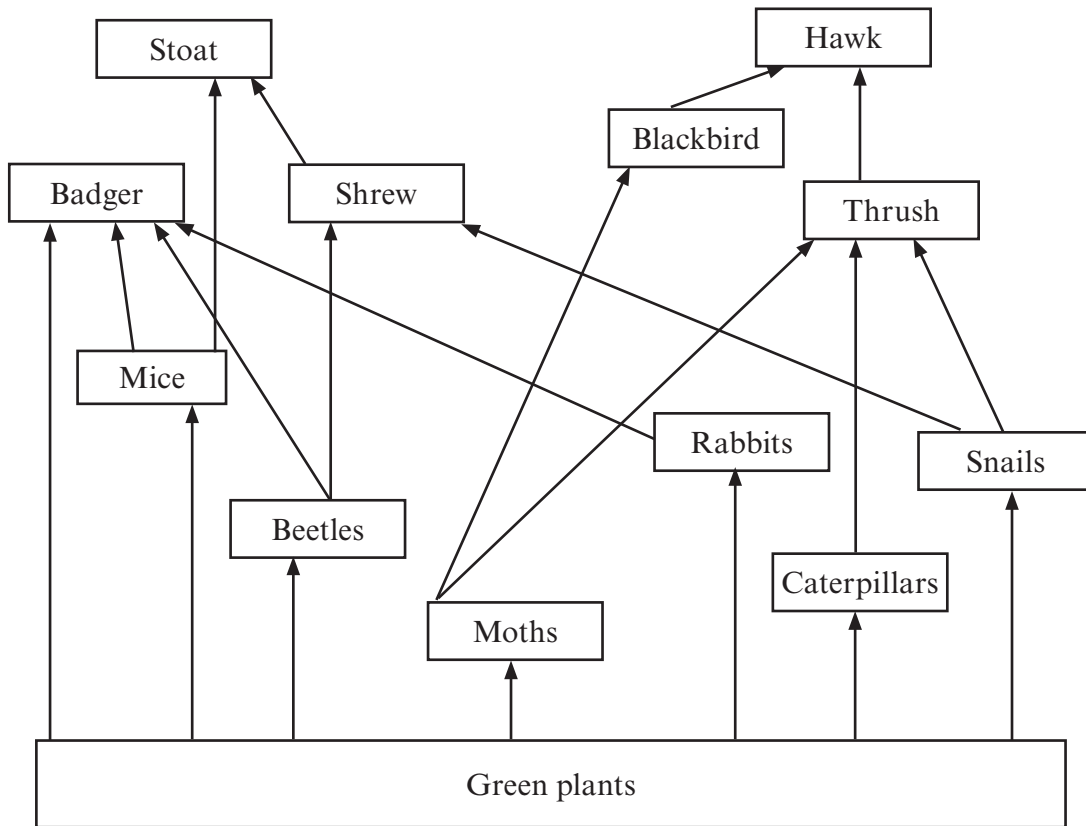 Stoat
Hawk
Blackbird
Badger
Shrew
Thrush
Mice
Rabbits
Snails
Beetles
Caterpillars
Moths
Green plants